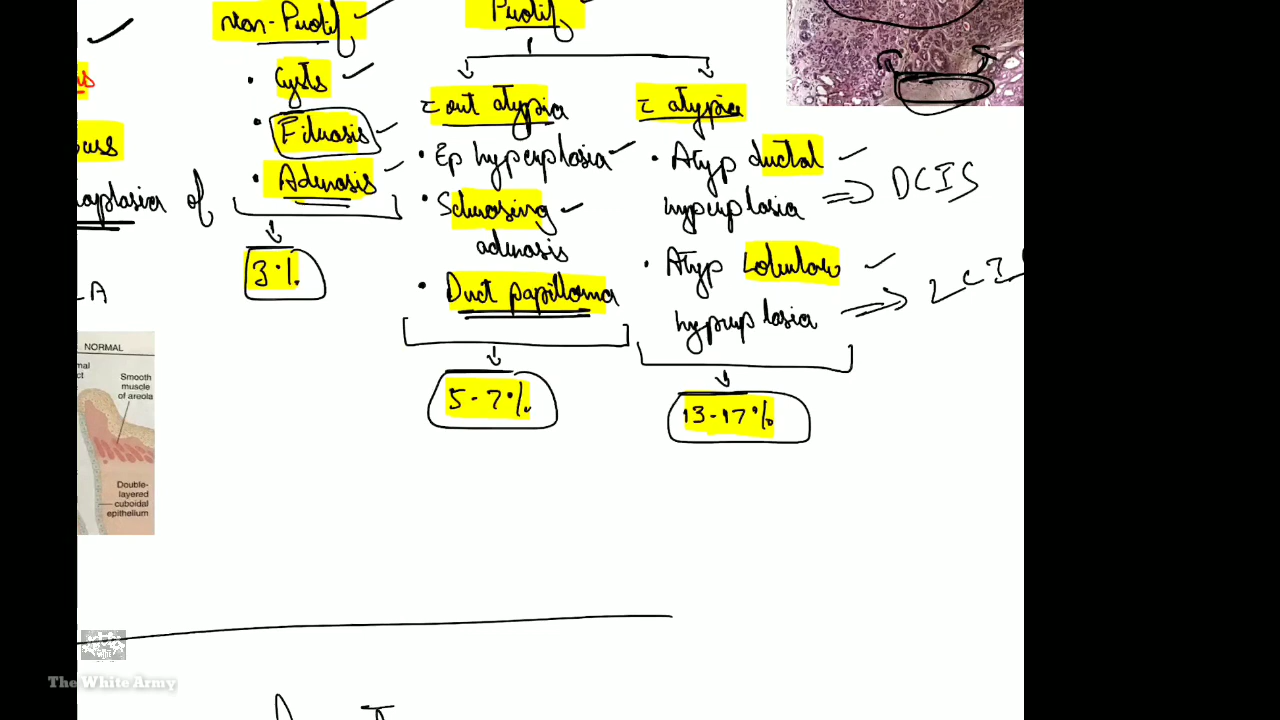 non-Prolif
Prolif
Cysts
Fibrosis
Adenosis
3%
out atypia
Ep hyperplasia
Sclerosing
adenosis
Duct papilloma
5-7%
atypia
Atyp ductal
hyperplasia => DCIS
Atyp Lobular
hyperplasia =>
13-17%
of
NORMAL
Smooth
muscle
of areola
Double-
layered
cuboidal
epithelium
The White Army